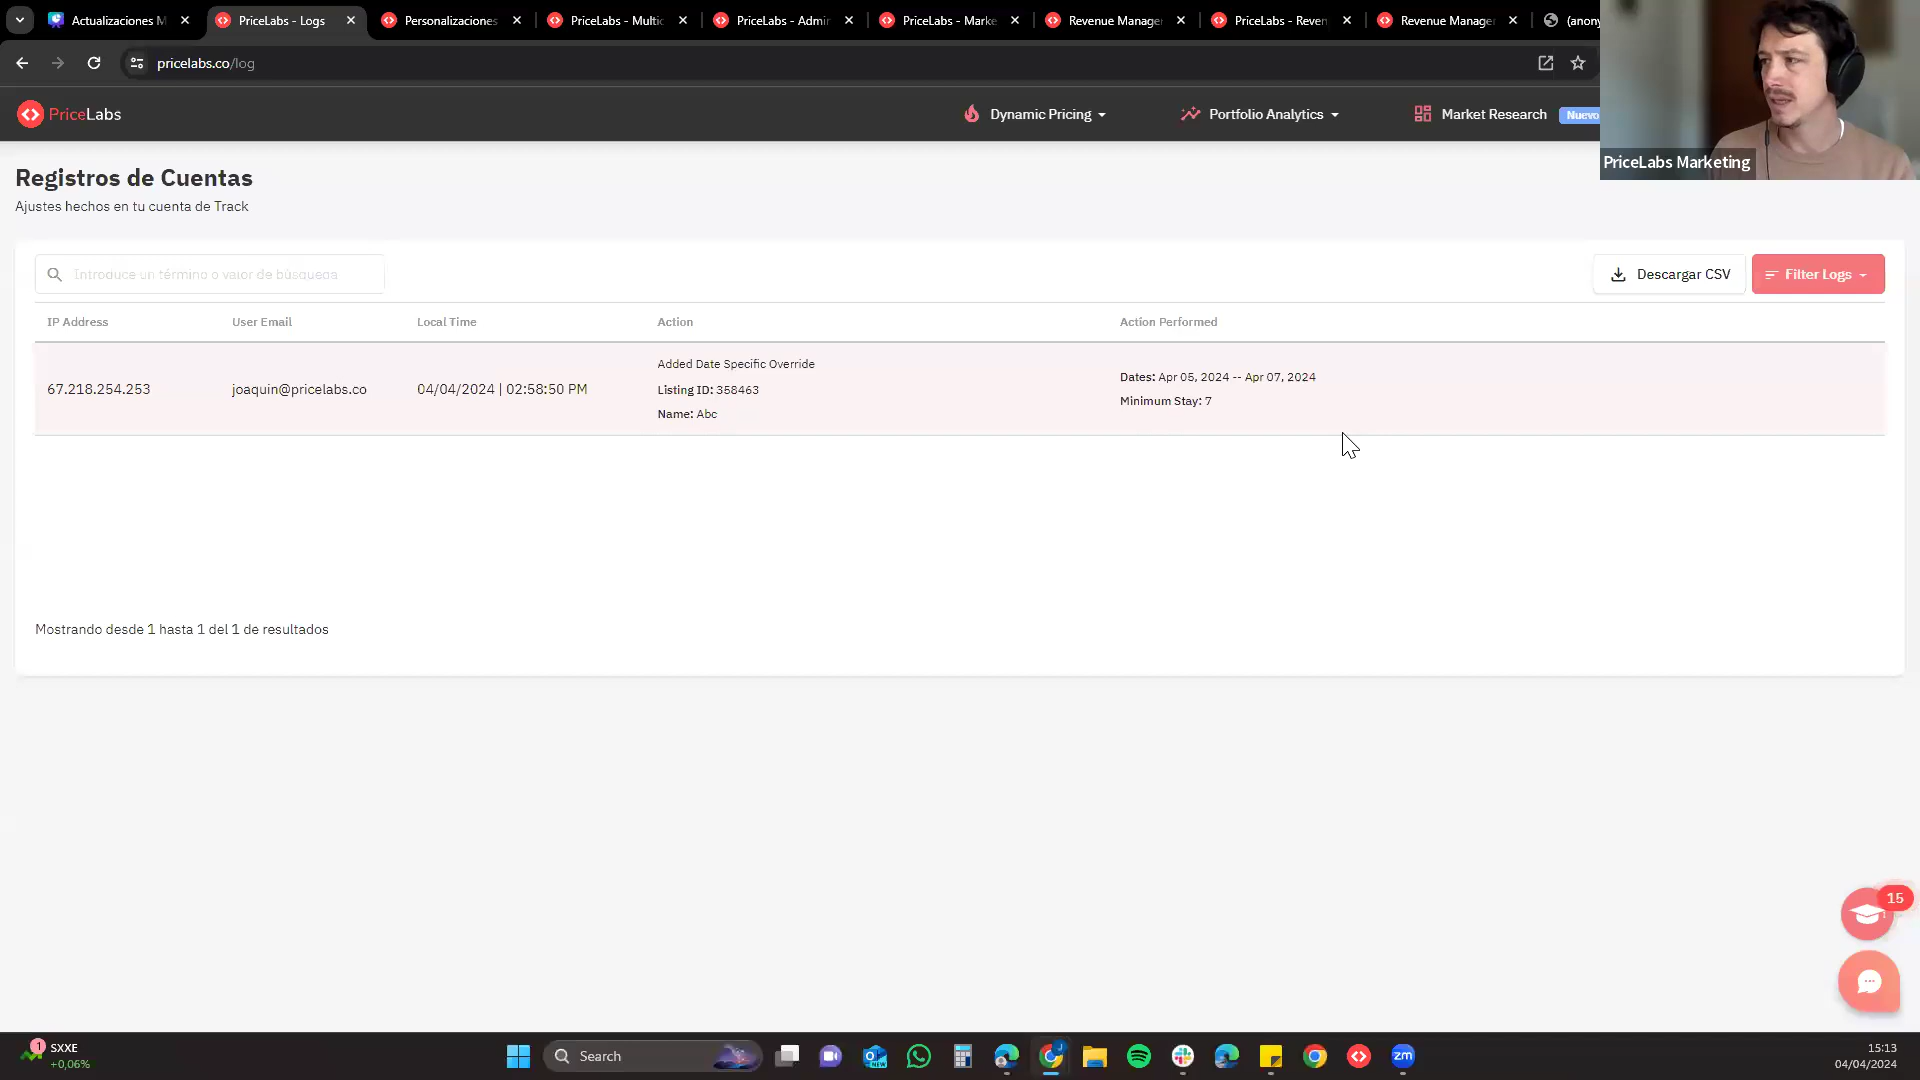 Actualizaciones M
PriceLabs - Logs
Personalizaciones
PriceLabs - Multic
PriceLabs - Admin
PriceLabs - Marke
Revenue Manager
PriceLabs - Reven
Revenue Manager
(anony
pricelabs.co/log
PriceLabs
Dynamic Pricing
Portfolio Analytics
Market Research
Nuevo
PriceLabs Marketing
Registros de Cuentas
Ajustes hechos en tu cuenta de Track
Introduce un término o valor de búsqueda
Descargar CSV
Filter Logs
IP Address
User Email
Local Time
Action
Action Performed
67.218.254.253
joaquin@pricelabs.co
04/04/2024 | 02:58:50 PM
Added Date Specific Override
Listing ID: 358463
Name: Abc
Dates: Apr 05, 2024 -- Apr 07, 2024
Minimum Stay: 7
Mostrando desde 1 hasta 1 del 1 de resultados
15
1
SXXE
+0,06%
Search
NEW
zm
15:13
04/04/2024